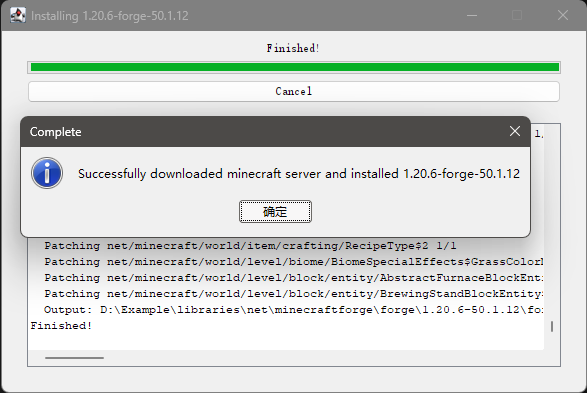 Installing 1.20.6-forge-50.1.12
Finished!
Cancel
Complete
Successfully downloaded minecraft server and installed 1.20.6-forge-50.1.12
确定
Patching net/minecraft/world/item/crafting/RecipeType$2 1/1
Patching net/minecraft/world/level/biome/BiomeSpecialEffects$GrassColor
Patching net/minecraft/world/level/block/entity/AbstractFurnaceBlockEnti
Patching net/minecraft/world/level/block/entity/BrewingStandBlockEntity
Output: D:\Example\libraries\net\minecraftforge\forge\1.20.6-50.1.12\for
Finished!